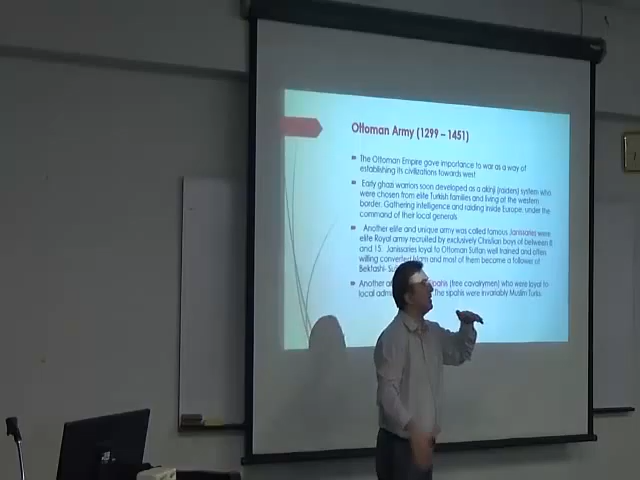 Ottoman Army (1299 – 1451)
The Ottoman Empire gave importance to war as a way of
establishing its civilizations towards west
Early ghazi warriors soon developed as a akinji (raiders) system who
were chosen from elite Turkish families and living at the western
border. Gathering intelligence and raiding inside Europe, under the
command of their local generals
Another elite and unique army was called famous Janissaries were
elite Royal army recruited by exclusively Christian boys of between 8
and 15. Janissaries loyal to Ottoman Sultan well trained and often
willing converted Islam and most of them become a follower of
Bektashi-
Another (free cavalrymen) who were loyal to
local The sipahis were invariably Muslim Turks.